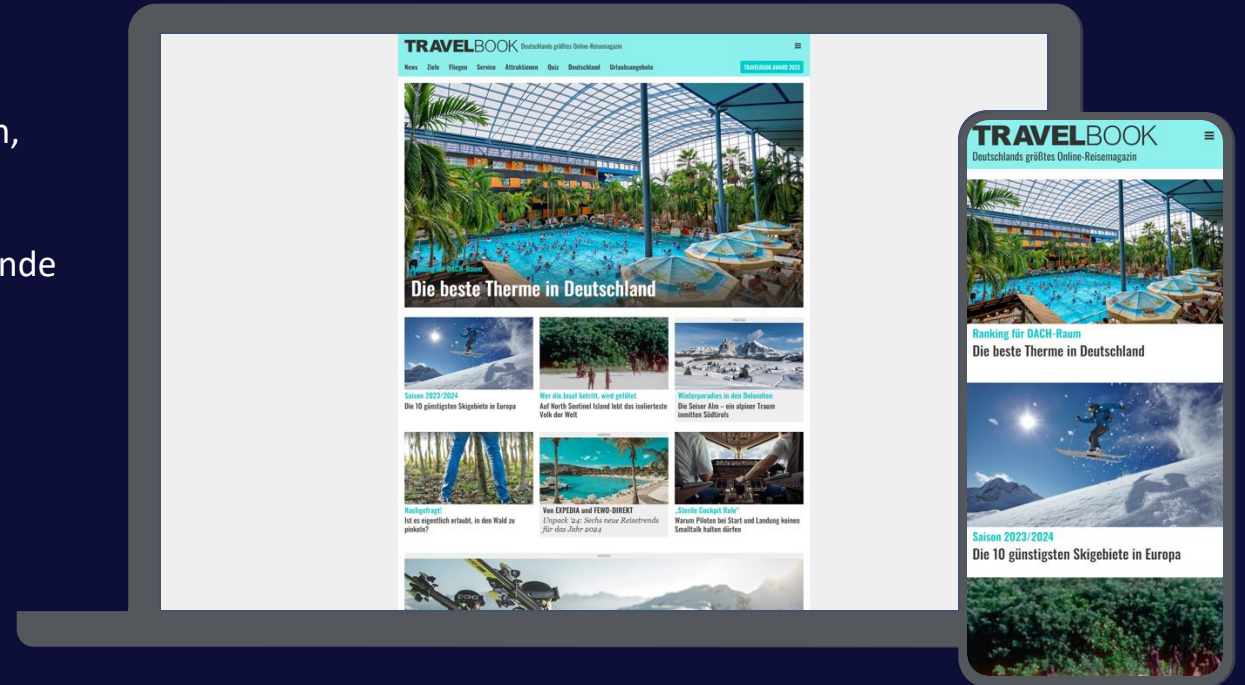 n,
nde
TRAVELBOOK Deutschlands größtes Online-Reisemagazin
News Ziele Fliegen Service Attraktionen Quiz Deutschland Urlaubsangebote TRAVELBOOK AWARD 2023
Ranking für DACH-Raum
Die beste Therme in Deutschland
Saison 2023/2024
Die 10 günstigsten Skigebiete in Europa
Wer die Insel betritt, wird getötet
Auf North Sentinel Island lebt das isolierteste
Volk der Welt
ANZEIGE
Winterparadies in den Dolomiten
Die Seiser Alm – ein alpiner Traum
inmitten Südtirols
Nachgefragt!
Ist es eigentlich erlaubt, in den Wald zu
pinkeln?
ANZEIGE
Von EXPEDIA und FEWO-DIREKT
Unpack '24: Sechs neue Reisetrends
für das Jahr 2024
„Sterile Cockpit Rule“
Warum Piloten bei Start und Landung keinen
Smalltalk halten dürfen
ANZEIGE
TRAVELBOOK
Deutschlands größtes Online-Reisemagazin
Ranking für DACH-Raum
Die beste Therme in Deutschland
Saison 2023/2024
Die 10 günstigsten Skigebiete in Europa